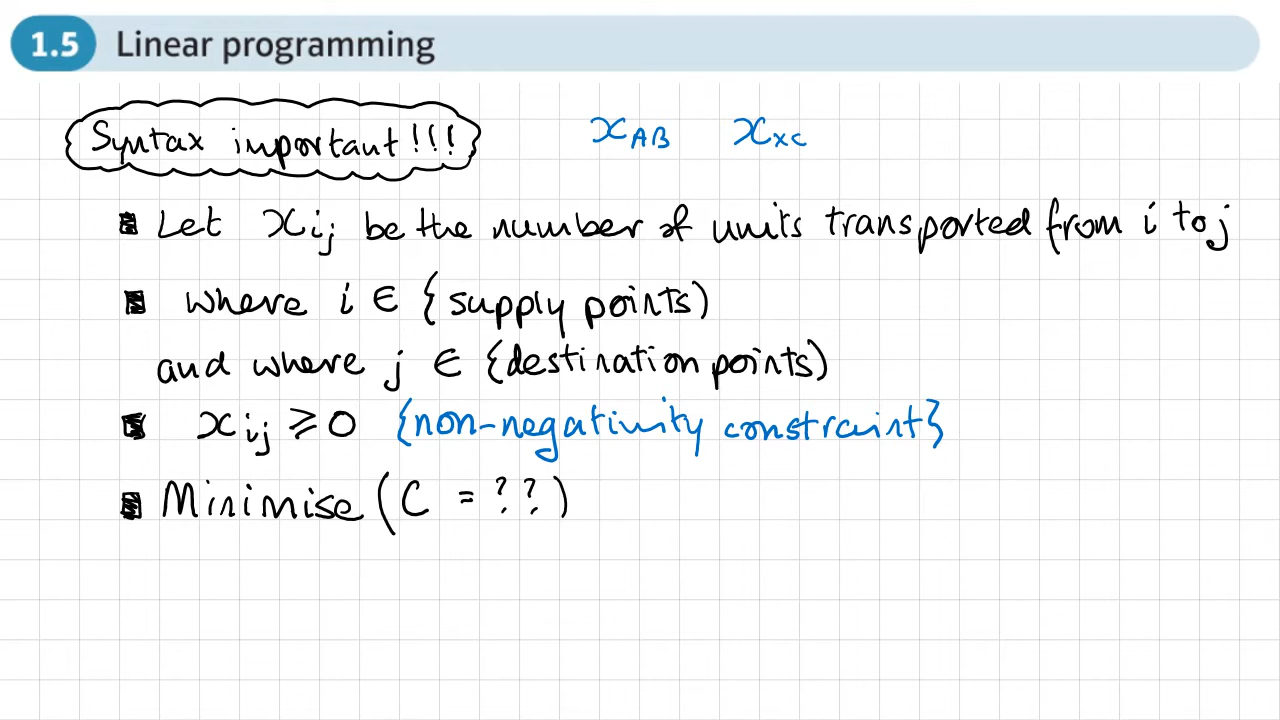 1.5 Linear programming
Syntax important!!! x_AB x_XC
▪ Let x_ij be the number of units transported from i to j
▪ where i ∈ {supply points)
and where j ∈ {destination points)
▪ x_ij ⩾ 0 {non-negativity constraint}
▪ Minimise (C = ??)